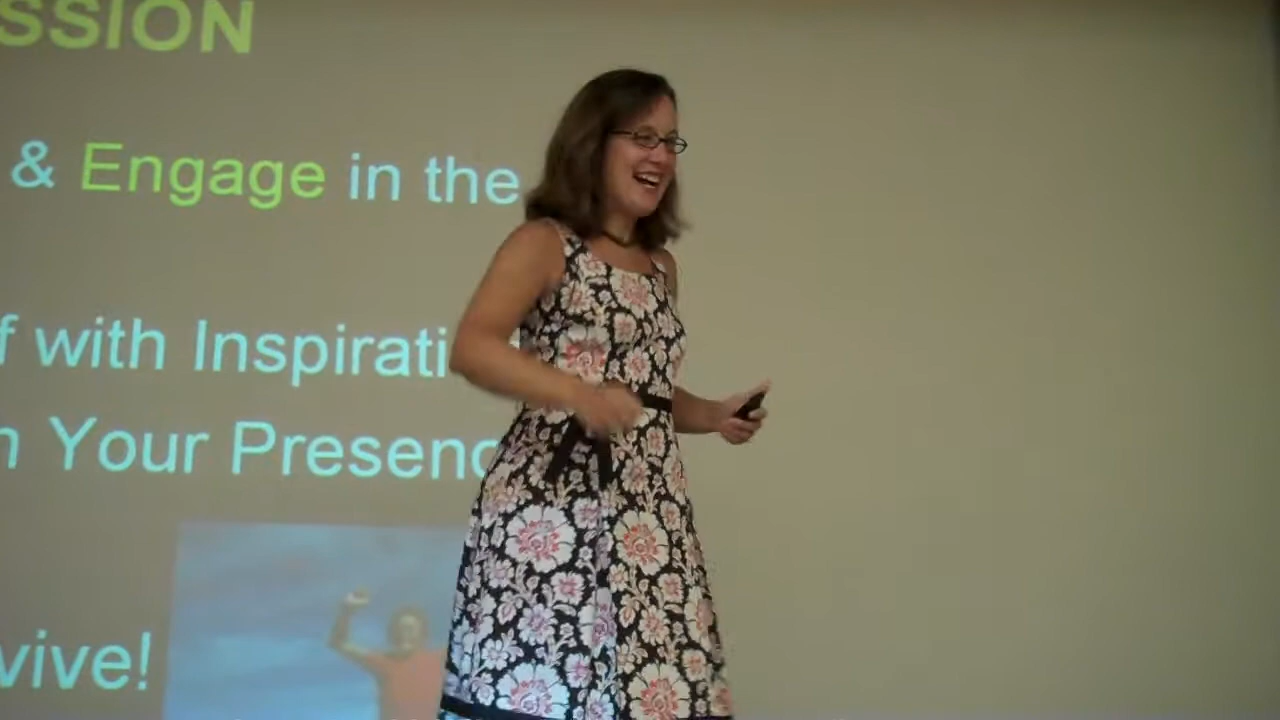 SSION
& Engage in the
f with Inspirati
n Your Presenc
vive!